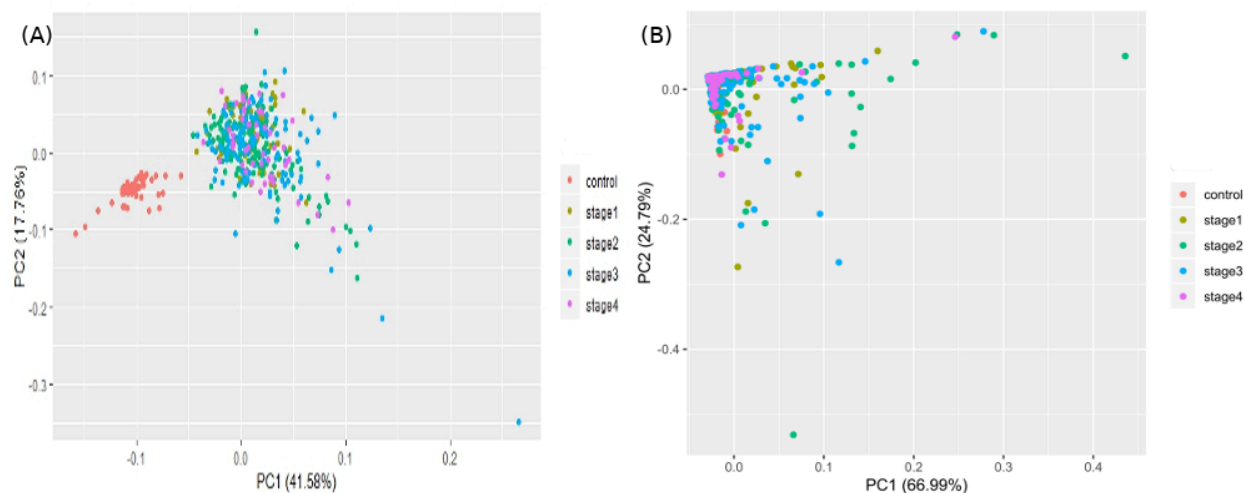 (A)
0.1
0.0
-0.1
-0.2
-0.3
PC2 (17.76%)
-0.1
0.0
0.1
0.2
PC1 (41.58%)
control
stage1
stage2
stage3
stage4
(B)
0.0
-0.2
-0.4
PC2 (24.79%)
0.0
0.1
0.2
0.3
0.4
PC1 (66.99%)
control
stage1
stage2
stage3
stage4